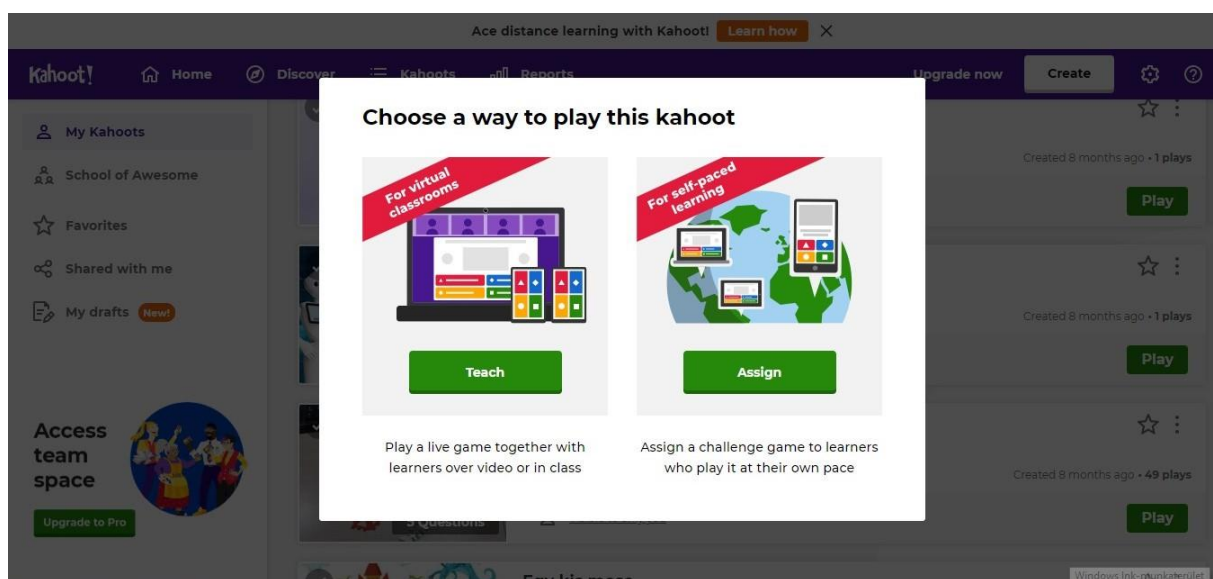 Ace distance learning with Kahoot! Learn how
Kahoot! Home Discover Kahoots Reports Upgrade now Create
My Kahoots
School of Awesome
Favorites
Shared with me
My drafts New!
Access
team
space
Upgrade to Pro
Choose a way to play this kahoot
For virtual
classrooms
Teach
Play a live game together with
learners over video or in class
For self-paced
learning
Assign
Assign a challenge game to learners
who play it at their own pace
Created 8 months ago • 1 plays
Play
Created 8 months ago • 1 plays
Play
Created 8 months ago • 49 plays
Play
5 Questions
Windows Ink-munkaterület